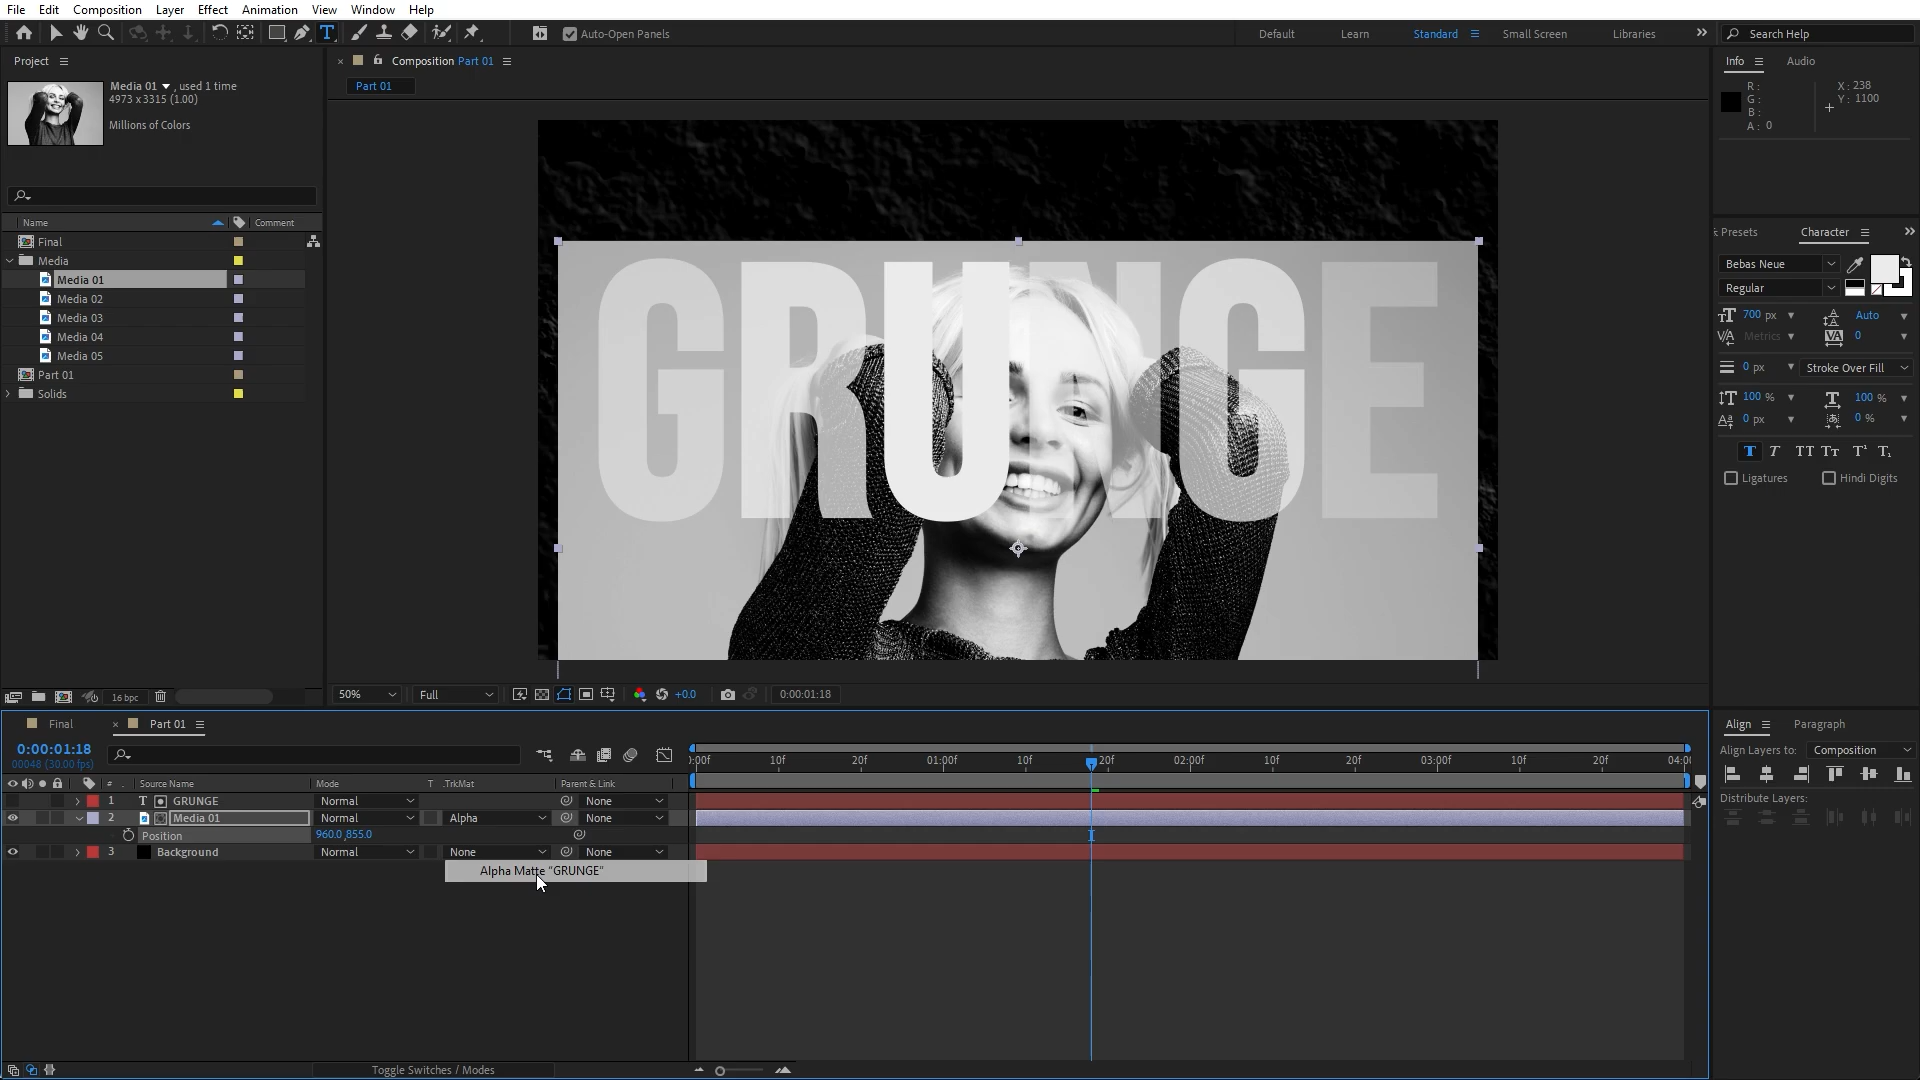 File Edit Composition Layer Effect Animation View Window Help
Auto-Open Panels
Default Learn Standard Small Screen Libraries Search Help
Project
Composition Part 01
Info Audio
Part 01
Media 01 , used 1 time
4973 x 3315 (1.00)
Millions of Colors
R :
G :
B :
A : 0
X : 238
Y : 1100
Name Comment
Final
Media
Media 01
Media 02
Media 03
Media 04
Media 05
Part 01
Solids
GRUNGE
Presets Character
Bebas Neue
Regular
700 px Auto
Metrics 0
0 px Stroke Over Fill
100 % 100 %
0 px 0 %
Ligatures Hindi Digits
16 bpc
50% Full +0.0 0:00:01:18
Final Part 01
0:00:01:18
00048 (30.00 fps)
:00f 10f 20f 01:00f 10f 20f 02:00f 10f 20f 03:00f 10f 20f 04:0
# Source Name Mode T .TrkMat Parent & Link
1 T GRUNGE Normal None
2 Media 01 Normal Alpha None
Position 960.0,855.0
3 Background Normal None None
Alpha Matte "GRUNGE"
Toggle Switches / Modes
Align Paragraph
Align Layers to: Composition
Distribute Layers: